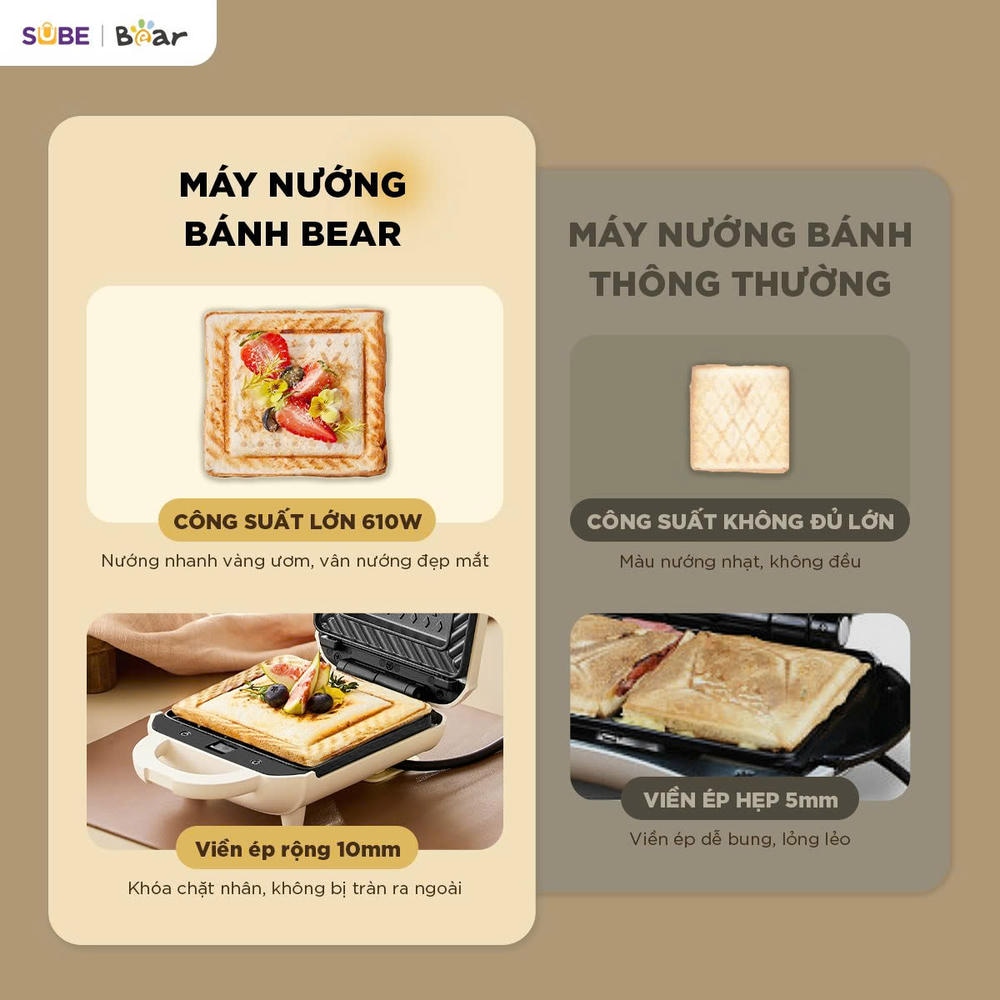 SUBE | Bear
MÁY NƯỚNG
BÁNH BEAR
CÔNG SUẤT LỚN 610W
Nướng nhanh vàng ươm, vân nướng đẹp mắt
Viền ép rộng 10mm
Khóa chặt nhân, không bị tràn ra ngoài
MÁY NƯỚNG BÁNH
THÔNG THƯỜNG
CÔNG SUẤT KHÔNG ĐỦ LỚN
Màu nướng nhạt, không đều
VIỀN ÉP HẸP 5mm
Viền ép dễ bung, lỏng lẻo